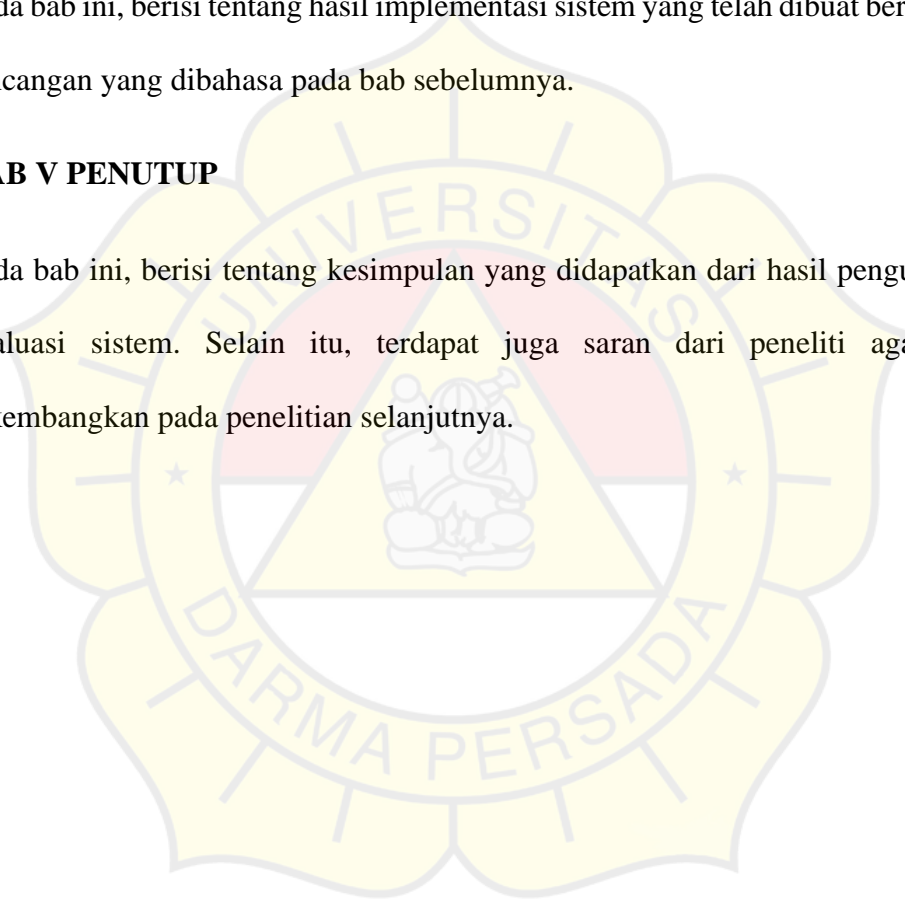 da bab ini, berisi tentang hasil implementasi sistem yang telah dibuat ber
cangan yang dibahasa pada bab sebelumnya.
AB V PENUTUP
da bab ini, berisi tentang kesimpulan yang didapatkan dari hasil pengu
aluasi sistem. Selain itu, terdapat juga saran dari peneliti aga
kembangkan pada penelitian selanjutnya.
UNIVERSITAS
DARMA PERSADA